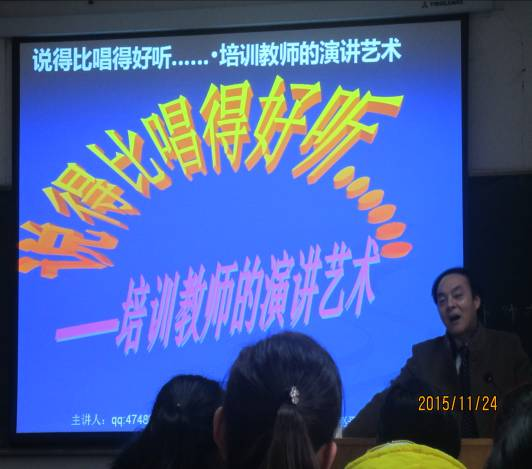 说得比唱得好听......·培训教师的演讲艺术
说得比唱得好听......
——培训教师的演讲艺术
主讲人：qq:4748
2015/11/24